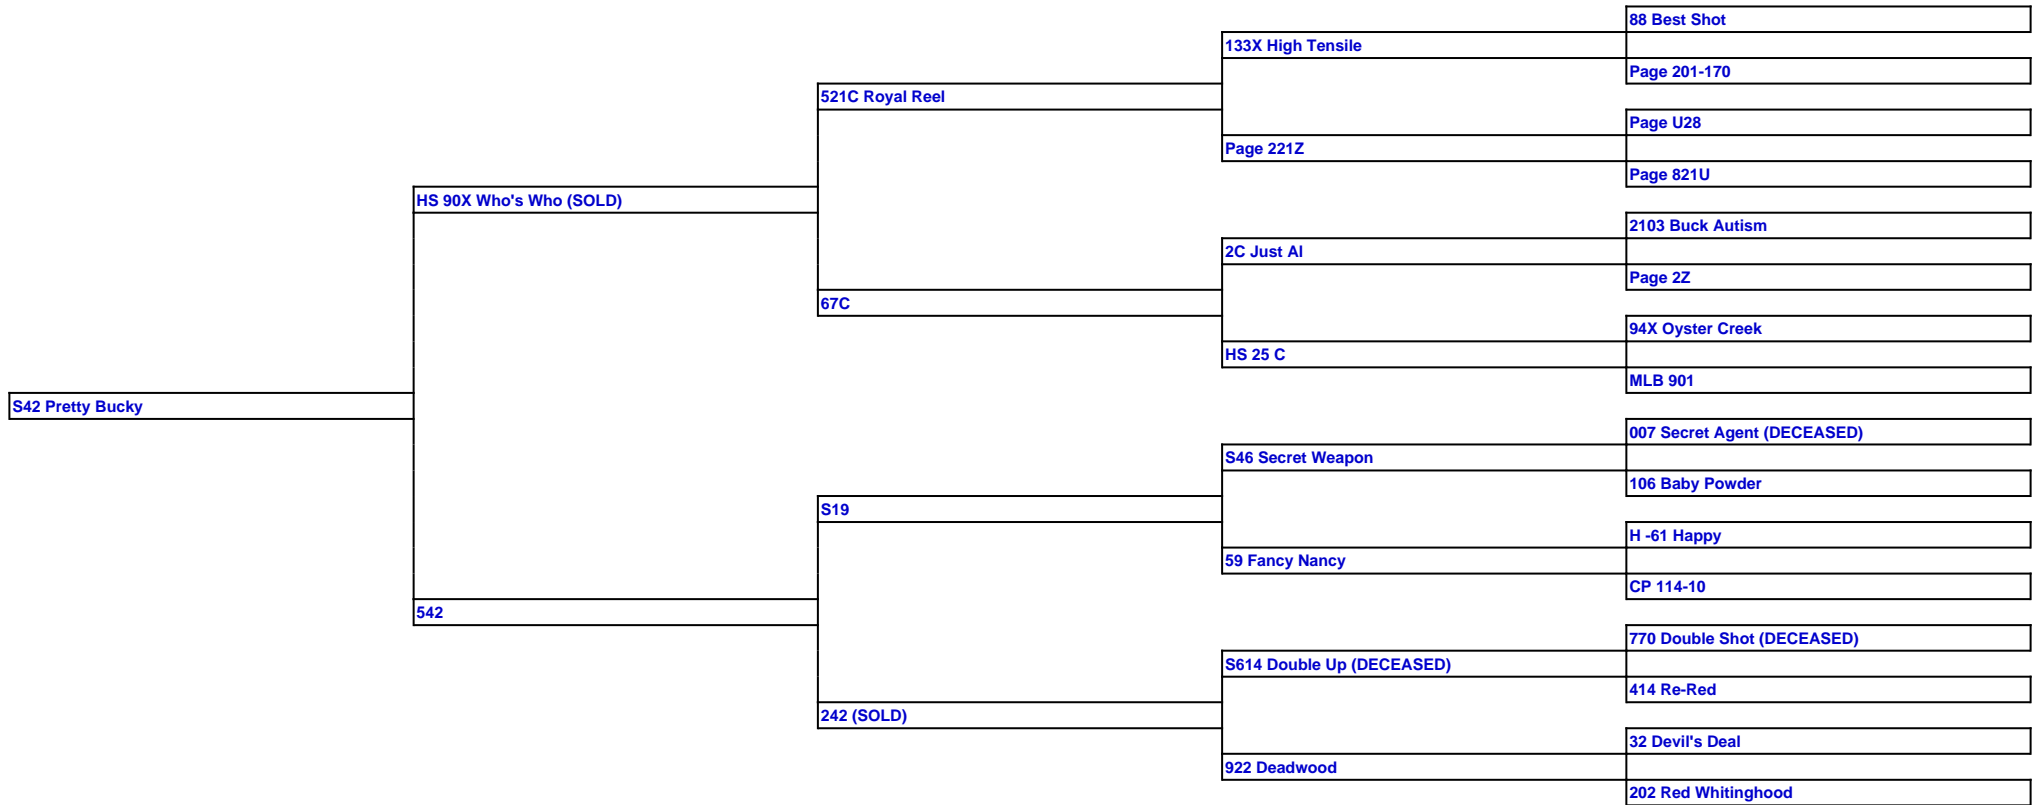 88 Best Shot
133X High Tensile
Page 201-170
521C Royal Reel
Page U28
Page 221Z
Page 821U
HS 90X Who's Who (SOLD)
2103 Buck Autism
2C Just AI
Page 2Z
67C
94X Oyster Creek
HS 25 C
MLB 901
S42 Pretty Bucky
007 Secret Agent (DECEASED)
S46 Secret Weapon
106 Baby Powder
S19
H -61 Happy
59 Fancy Nancy
CP 114-10
542
770 Double Shot (DECEASED)
S614 Double Up (DECEASED)
414 Re-Red
242 (SOLD)
32 Devil's Deal
922 Deadwood
202 Red Whitinghood